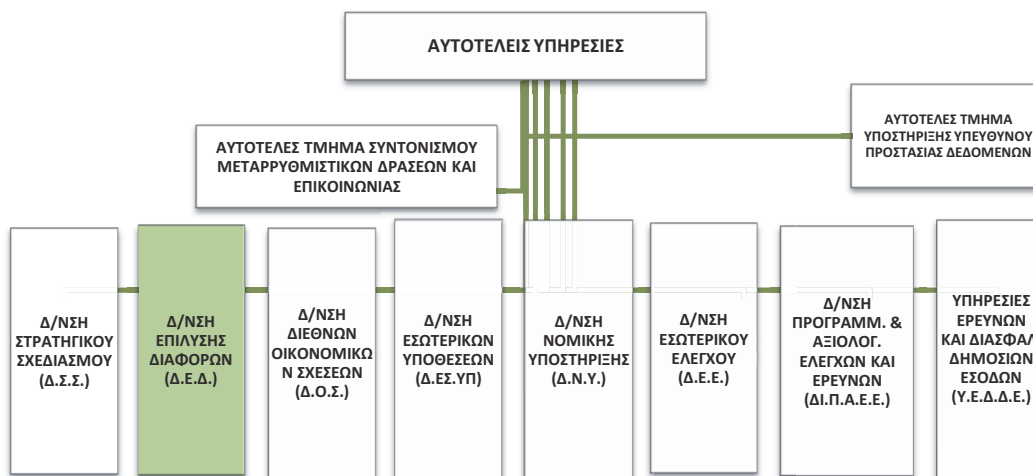 ΑΥΤΟΤΕΛΕΙΣ ΥΠΗΡΕΣΙΕΣ
ΑΥΤΟΤΕΛΕΣ ΤΜΗΜΑ ΣΥΝΤΟΝΙΣΜΟΥ
ΜΕΤΑΡΡΥΘΜΙΣΤΙΚΩΝ ΔΡΑΣΕΩΝ ΚΑΙ
ΕΠΙΚΟΙΝΩΝΙΑΣ
ΑΥΤΟΤΕΛΕΣ ΤΜΗΜΑ
ΥΠΟΣΤΗΡΙΞΗΣ ΥΠΕΥΘΥΝΟΥ
ΠΡΟΣΤΑΣΙΑΣ ΔΕΔΟΜΕΝΩΝ
Δ/ΝΣΗ
ΣΤΡΑΤΗΓΙΚΟΥ
ΣΧΕΔΙΑΣΜΟΥ
(Δ.Σ.Σ.)
Δ/ΝΣΗ
ΕΠΙΛΥΣΗΣ
ΔΙΑΦΟΡΩΝ
(Δ.Ε.Δ.)
Δ/ΝΣΗ
ΔΙΕΘΝΩΝ
ΟΙΚΟΝΟΜΙΚΩ
Ν ΣΧΕΣΕΩΝ
(Δ.Ο.Σ.)
Δ/ΝΣΗ
ΕΣΩΤΕΡΙΚΩΝ
ΥΠΟΘΕΣΕΩΝ
(Δ.ΕΣ.ΥΠ)
Δ/ΝΣΗ
ΝΟΜΙΚΗΣ
ΥΠΟΣΤΗΡΙΞΗΣ
(Δ.Ν.Υ.)
Δ/ΝΣΗ
ΕΣΩΤΕΡΙΚΟΥ
ΕΛΕΓΧΟΥ
(Δ.Ε.Ε.)
Δ/ΝΣΗ
ΠΡΟΓΡΑΜΜ. &
ΑΞΙΟΛΟΓ.
ΕΛΕΓΧΩΝ ΚΑΙ
ΕΡΕΥΝΩΝ
(ΔΙ.Π.Α.Ε.Ε.)
ΥΠΗΡΕΣΙΕΣ
ΕΡΕΥΝΩΝ
ΚΑΙ ΔΙΑΣΦΑΛ
ΔΗΜΟΣΙΩΝ
ΕΣΟΔΩΝ
(Υ.Ε.Δ.Δ.Ε.)